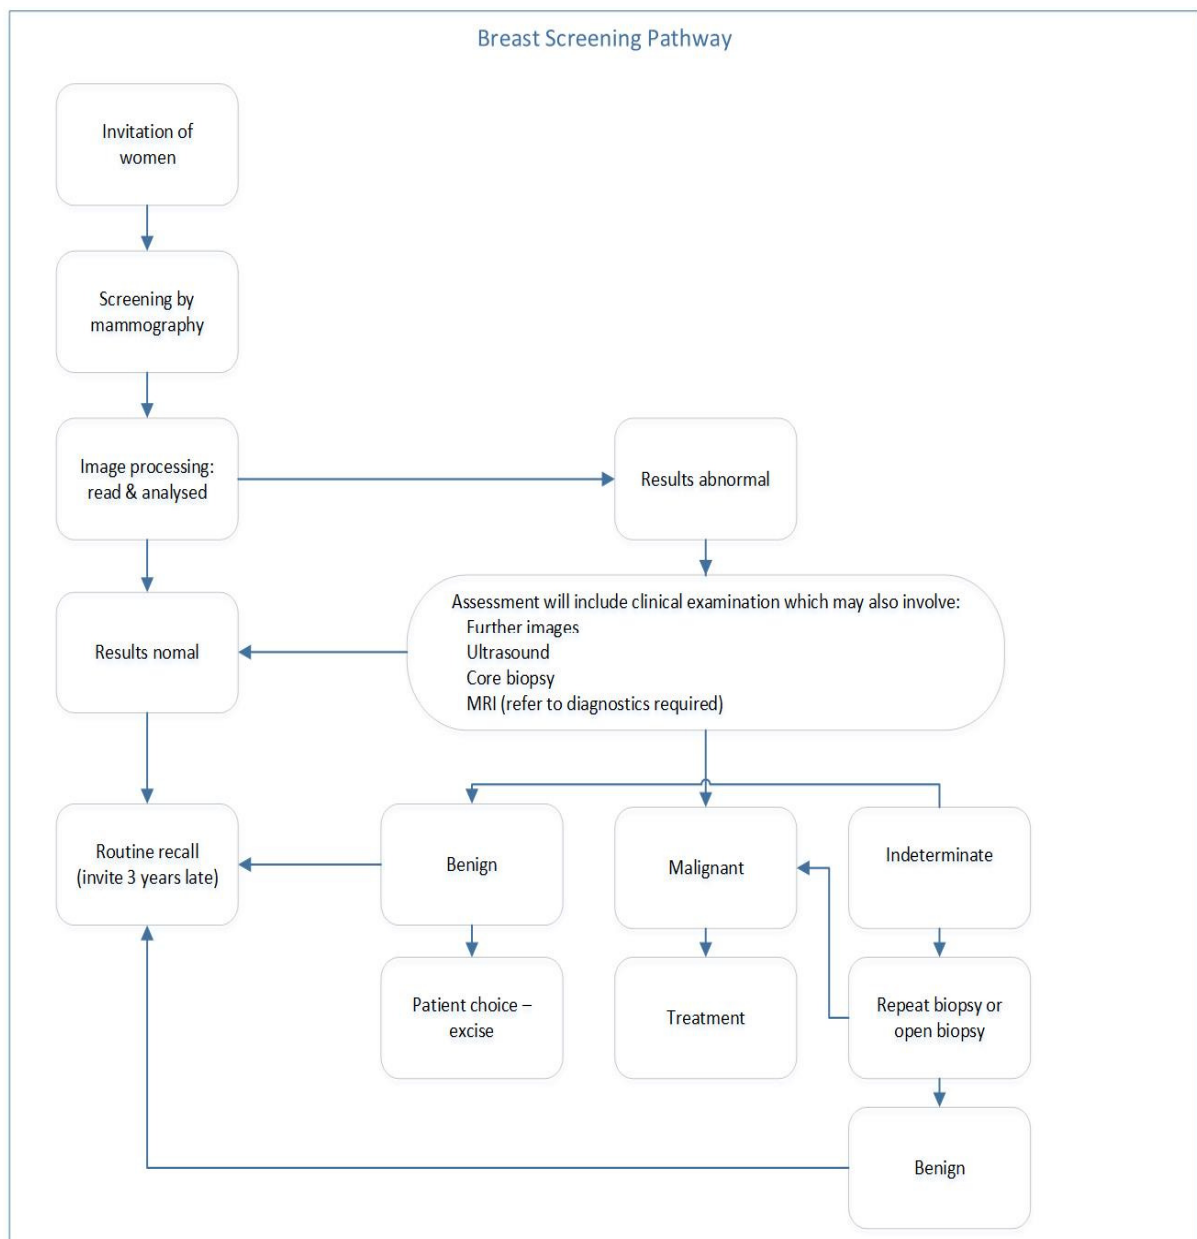 Breast Screening Pathway
Invitation of
women
Screening by
mammography
Image processing:
read & analysed
Results abnormal
Assessment will include clinical examination which may also involve:
Further images
Ultrasound
Core biopsy
MRI (refer to diagnostics required)
Results nomal
Routine recall
(invite 3 years late)
Benign
Malignant
Indeterminate
Patient choice –
excise
Treatment
Repeat biopsy or
open biopsy
Benign